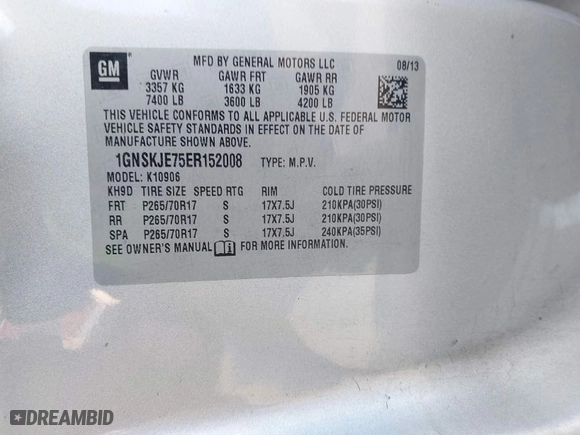 GM
MFD BY GENERAL MOTORS LLC 08/13
GVWR GAWR FRT GAWR RR
3357 KG 1633 KG 1905 KG
7400 LB 3600 LB 4200 LB
THIS VEHICLE CONFORMS TO ALL APPLICABLE U.S. FEDERAL MOTOR
VEHICLE SAFETY STANDARDS IN EFFECT ON THE DATE OF
MANUFACTURE SHOWN ABOVE.
1GNSKJE75ER152008 TYPE: M.P.V.
MODEL: K10906
KH9D TIRE SIZE SPEED RTG RIM COLD TIRE PRESSURE
FRT P265/70R17 S 17X7.5J 210KPA(30PSI)
RR P265/70R17 S 17X7.5J 210KPA(30PSI)
SPA P265/70R17 S 17X7.5J 240KPA(35PSI)
SEE OWNER'S MANUAL FOR MORE INFORMATION.
DREAMBID